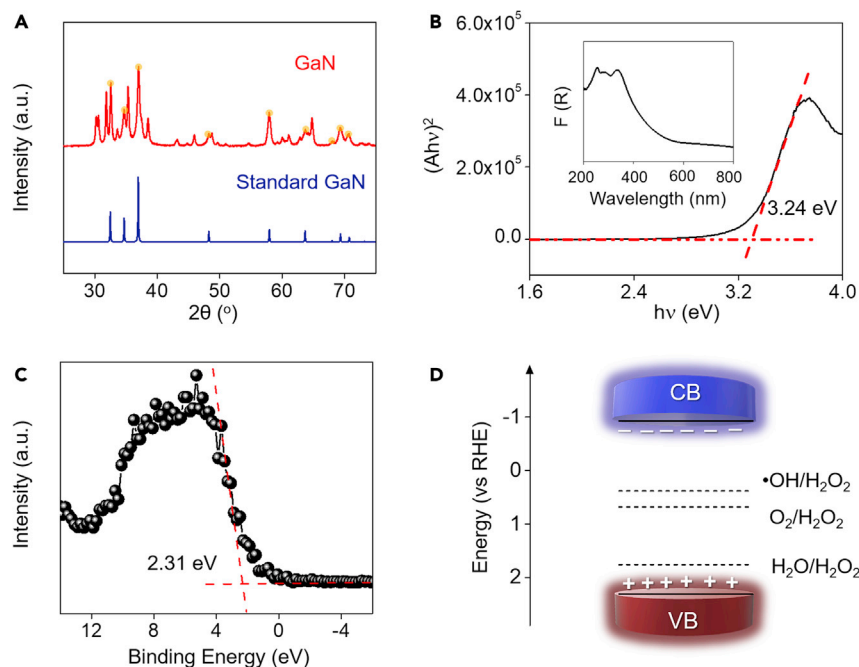 A
GaN
Standard GaN
Intensity (a.u.)
30 40 50 60 70
2θ (°)
B
6.0x10⁵
4.0x10⁵
2.0x10⁵
0.0
(Ahν)²
F (R)
200 400 600 800
Wavelength (nm)
3.24 eV
1.6 2.4 3.2 4.0
hν (eV)
C
Intensity (a.u.)
2.31 eV
12 8 4 0 -4
Binding Energy (eV)
D
Energy (vs RHE)
-1
0
1
2
CB
− − − − − −
•OH/H₂O₂
O₂/H₂O₂
H₂O/H₂O₂
+ + + + + +
VB